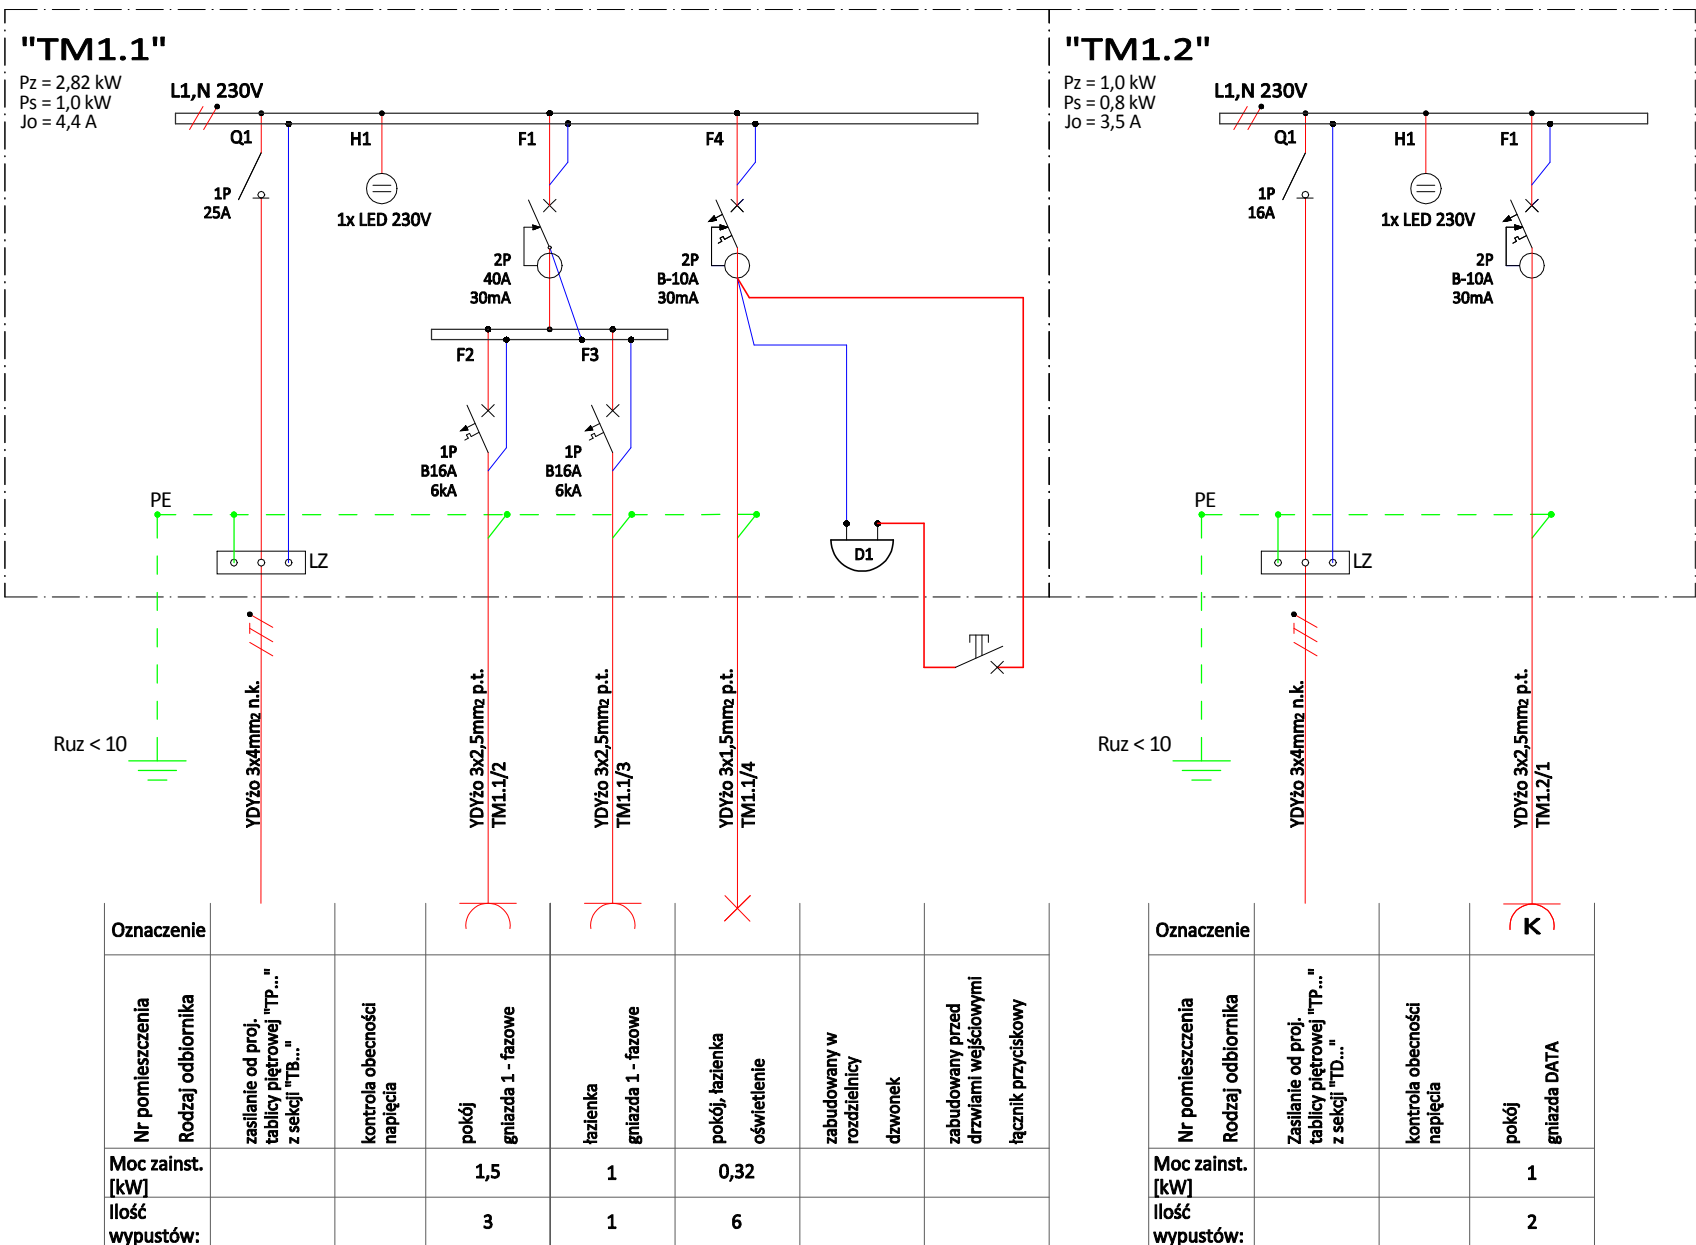 "TM1.1"
Pz = 2,82 kW
Ps = 1,0 kW
Jo = 4,4 A
L1,N 230V
Q1
H1
F1
F4
1P
25A
1x LED 230V
2P
40A
30mA
2P
B-10A
30mA
F2
F3
1P
B16A
6kA
1P
B16A
6kA
PE
LZ
D1
Ruz < 10
YDYżo 3x4mm2 n.k.
YDYżo 3x2,5mm2 p.t.
TM1.1/2
YDYżo 3x2,5mm2 p.t.
TM1.1/3
YDYżo 3x1,5mm2 p.t.
TM1.1/4
Oznaczenie
Nr pomieszczenia
Rodzaj odbiornika
zasilanie od proj.
tablicy piętrowej "TP..."
z sekcji "TB..."
kontrola obecności
napięcia
pokój
gniazda 1 - fazowe
łazienka
gniazda 1 - fazowe
pokój, łazienka
oświetlenie
zabudowany w
rozdzielnicy
dzwonek
zabudowany przed
drzwiami wejściowymi
łącznik przyciskowy
Moc zainst.
[kW]
1,5
1
0,32
Ilość
wypustów:
3
1
6
"TM1.2"
Pz = 1,0 kW
Ps = 0,8 kW
Jo = 3,5 A
L1,N 230V
Q1
H1
F1
1P
16A
1x LED 230V
2P
B-10A
30mA
PE
LZ
Ruz < 10
YDYżo 3x4mm2 n.k.
YDYżo 3x2,5mm2 p.t.
TM1.2/1
K
Oznaczenie
Nr pomieszczenia
Rodzaj odbiornika
Zasilanie od proj.
tablicy piętrowej "TP..."
z sekcji "TD..."
kontrola obecności
napięcia
pokój
gniazda DATA
Moc zainst.
[kW]
1
Ilość
wypustów:
2